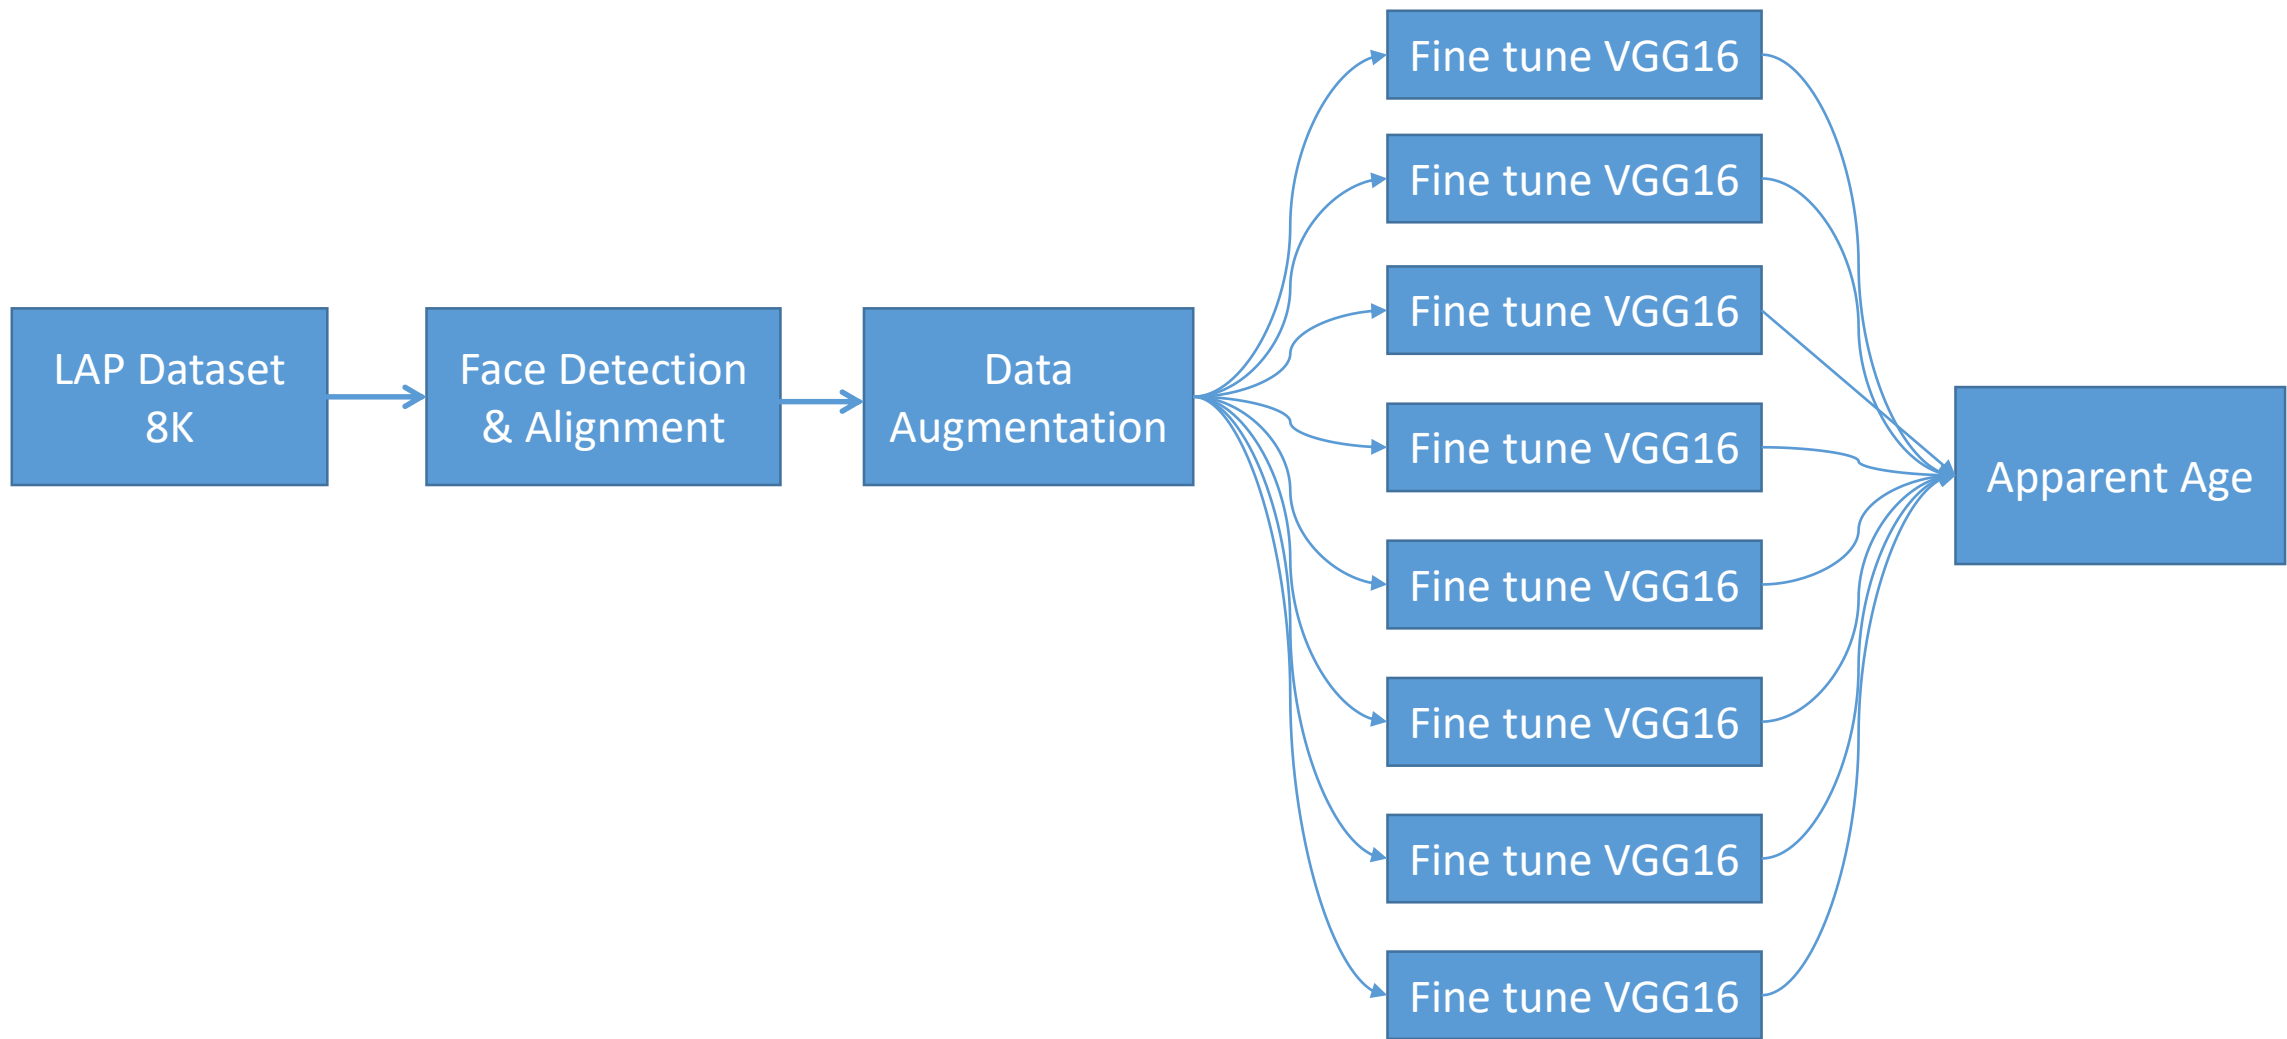 LAP Dataset
8K
Face Detection
& Alignment
Data
Augmentation
Fine tune VGG16
Fine tune VGG16
Fine tune VGG16
Fine tune VGG16
Fine tune VGG16
Fine tune VGG16
Fine tune VGG16
Fine tune VGG16
Apparent Age